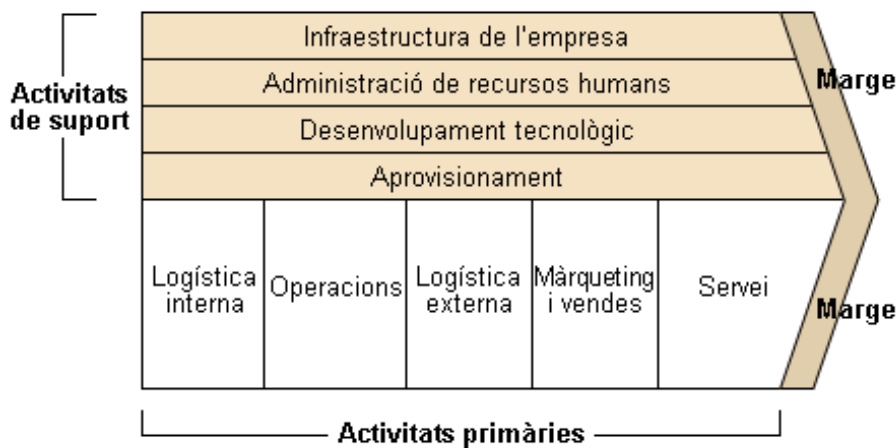 Infraestructura de l'empresa
Administració de recursos humans
Desenvolupament tecnològic
Aprovisionament
Activitats
de suport
Marge
Logística
interna
Operacions
Logística
externa
Màrqueting
i vendes
Servei
Marge
Activitats primàries